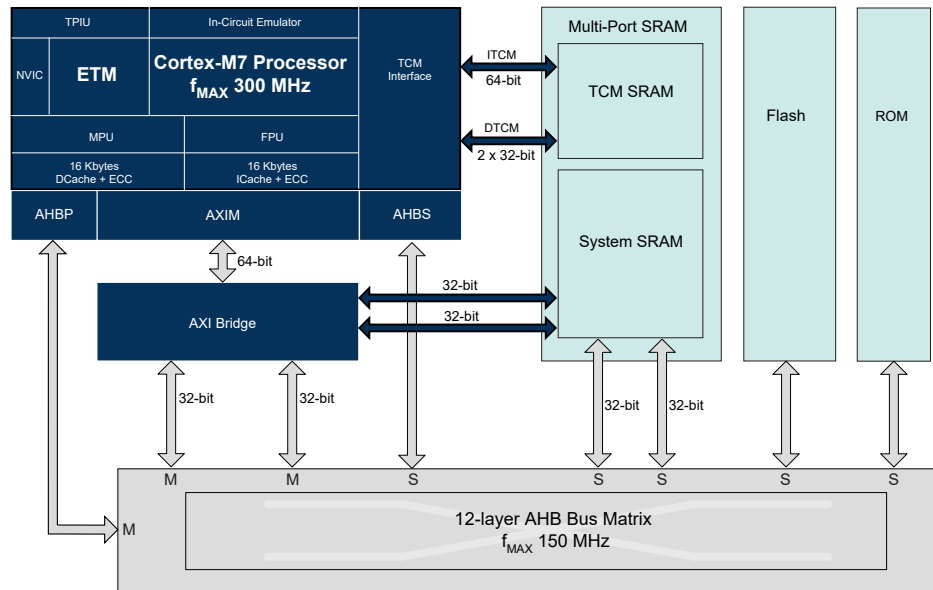 TPIU
In-Circuit Emulator
NVIC
ETM
Cortex-M7 Processor
fMAX 300 MHz
TCM
Interface
MPU
FPU
16 Kbytes
DCache + ECC
16 Kbytes
ICache + ECC
AHBP
AXIM
AHBS
ITCM
64-bit
DTCM
2 x 32-bit
Multi-Port SRAM
TCM SRAM
System SRAM
Flash
ROM
64-bit
AXI Bridge
32-bit
32-bit
32-bit
32-bit
32-bit
32-bit
M
M
S
S
S
S
S
M
12-layer AHB Bus Matrix
fMAX 150 MHz